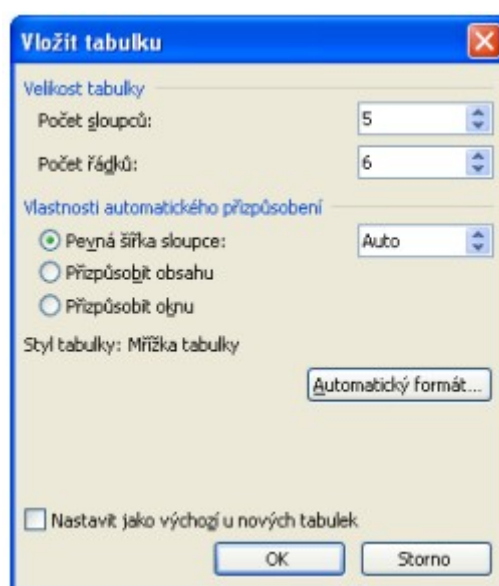 Vložit tabulku
Velikost tabulky
Počet sloupců: 5
Počet řádků: 6
Vlastnosti automatického přizpůsobení
Pevná šířka sloupce: Auto
Přizpůsobit obsahu
Přizpůsobit oknu
Styl tabulky: Mřížka tabulky
Automatický formát...
Nastavit jako výchozí u nových tabulek
OK Storno